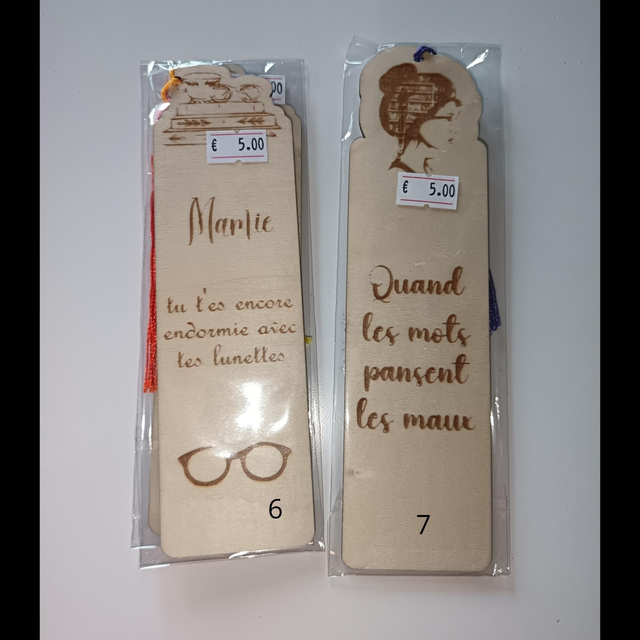 00
€ 5.00
Mamie
tu t'es encore
endormie avec
tes lunettes
6
€ 5.00
Quand
les mots
pansent
les maux
7